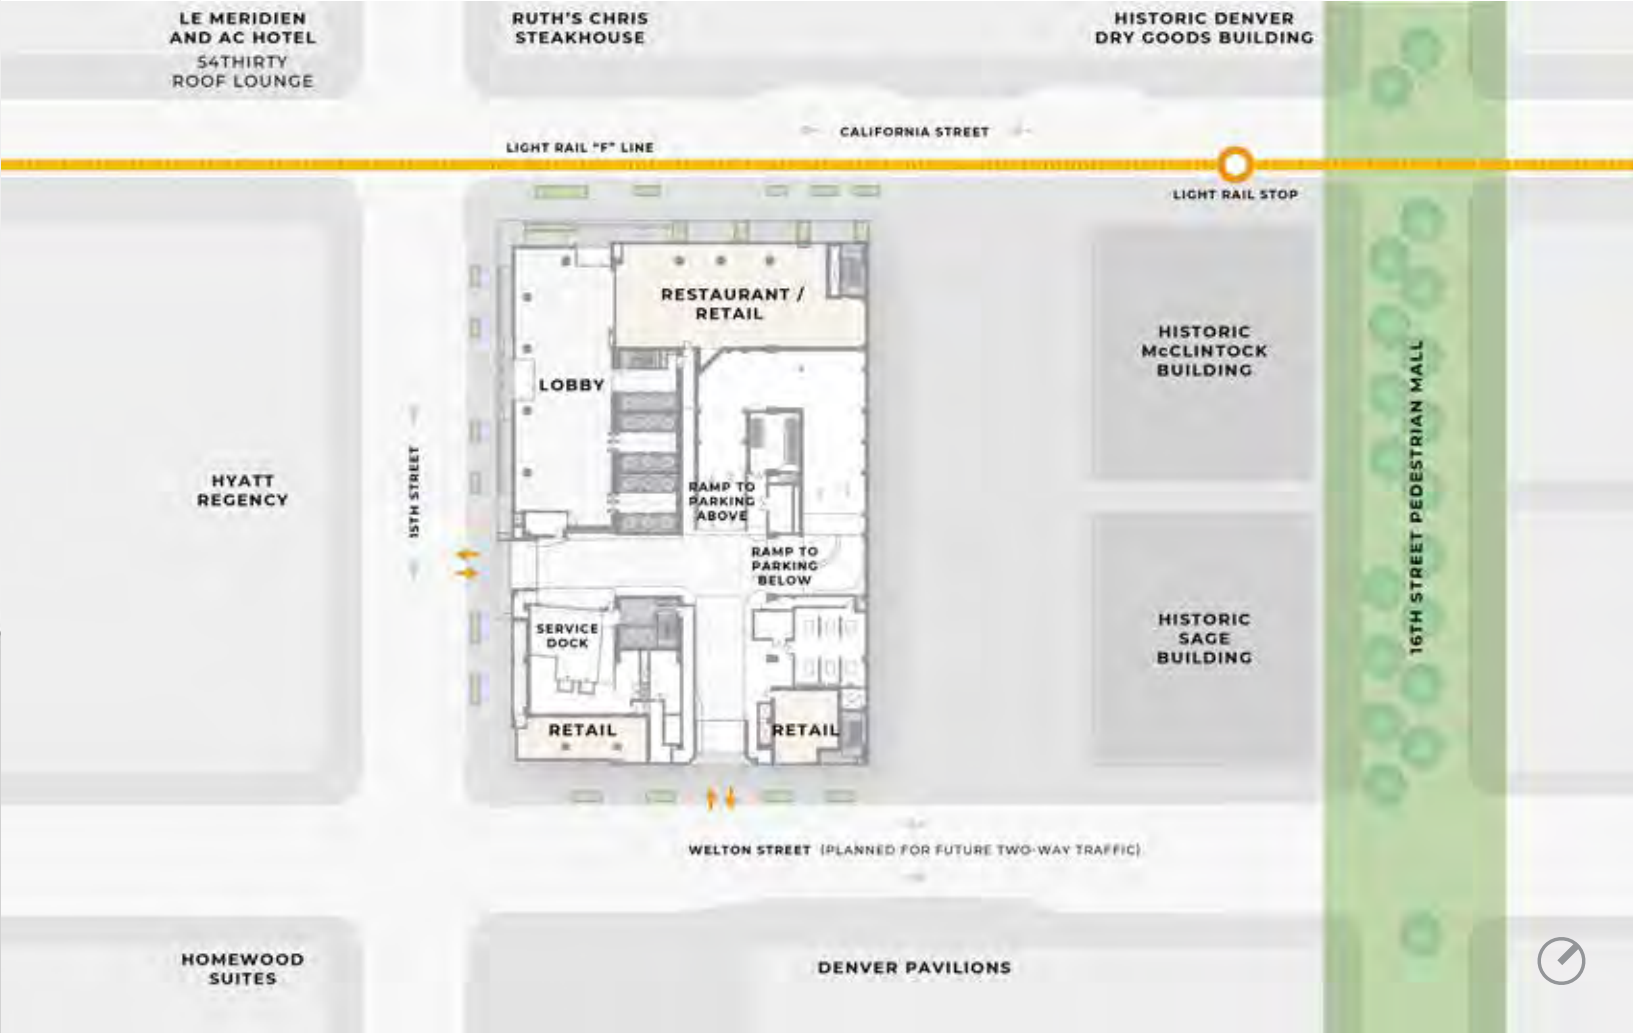 LE MERIDIEN
AND AC HOTEL
54THIRTY
ROOF LOUNGE
RUTH'S CHRIS
STEAKHOUSE
HISTORIC DENVER
DRY GOODS BUILDING
CALIFORNIA STREET
LIGHT RAIL "F" LINE
LIGHT RAIL STOP
RESTAURANT /
RETAIL
LOBBY
HISTORIC
McCLINTOCK
BUILDING
HYATT
REGENCY
15TH STREET
RAMP TO
PARKING
ABOVE
RAMP TO
PARKING
BELOW
16TH STREET PEDESTRIAN MALL
SERVICE
DOCK
HISTORIC
SAGE
BUILDING
RETAIL
RETAIL
WELTON STREET (PLANNED FOR FUTURE TWO-WAY TRAFFIC)
HOMEWOOD
SUITES
DENVER PAVILIONS